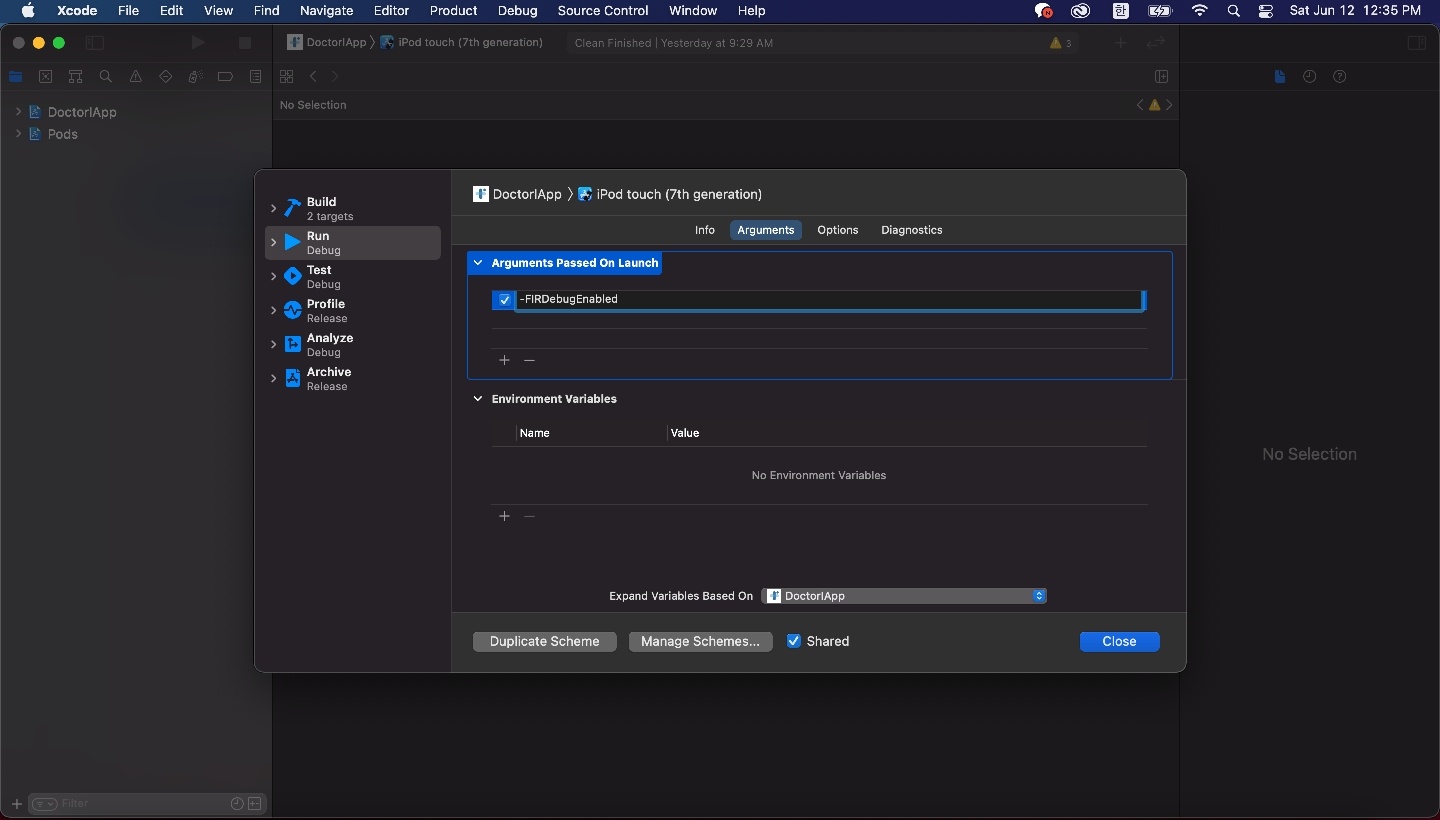 Xcode File Edit View Find Navigate Editor Product Debug Source Control Window Help 한 Sat Jun 12 12:35 PM
DoctorIApp 〉 iPod touch (7th generation) Clean Finished | Yesterday at 9:29 AM 3
No Selection
DoctorIApp
Pods
DoctorIApp 〉 iPod touch (7th generation)
Build
2 targets
Run
Debug
Test
Debug
Profile
Release
Analyze
Debug
Archive
Release
Info Arguments Options Diagnostics
Arguments Passed On Launch
-FIRDebugEnabled
Environment Variables
Name Value
No Environment Variables
Expand Variables Based On DoctorIApp
Duplicate Scheme Manage Schemes... Shared Close
No Selection
Filter